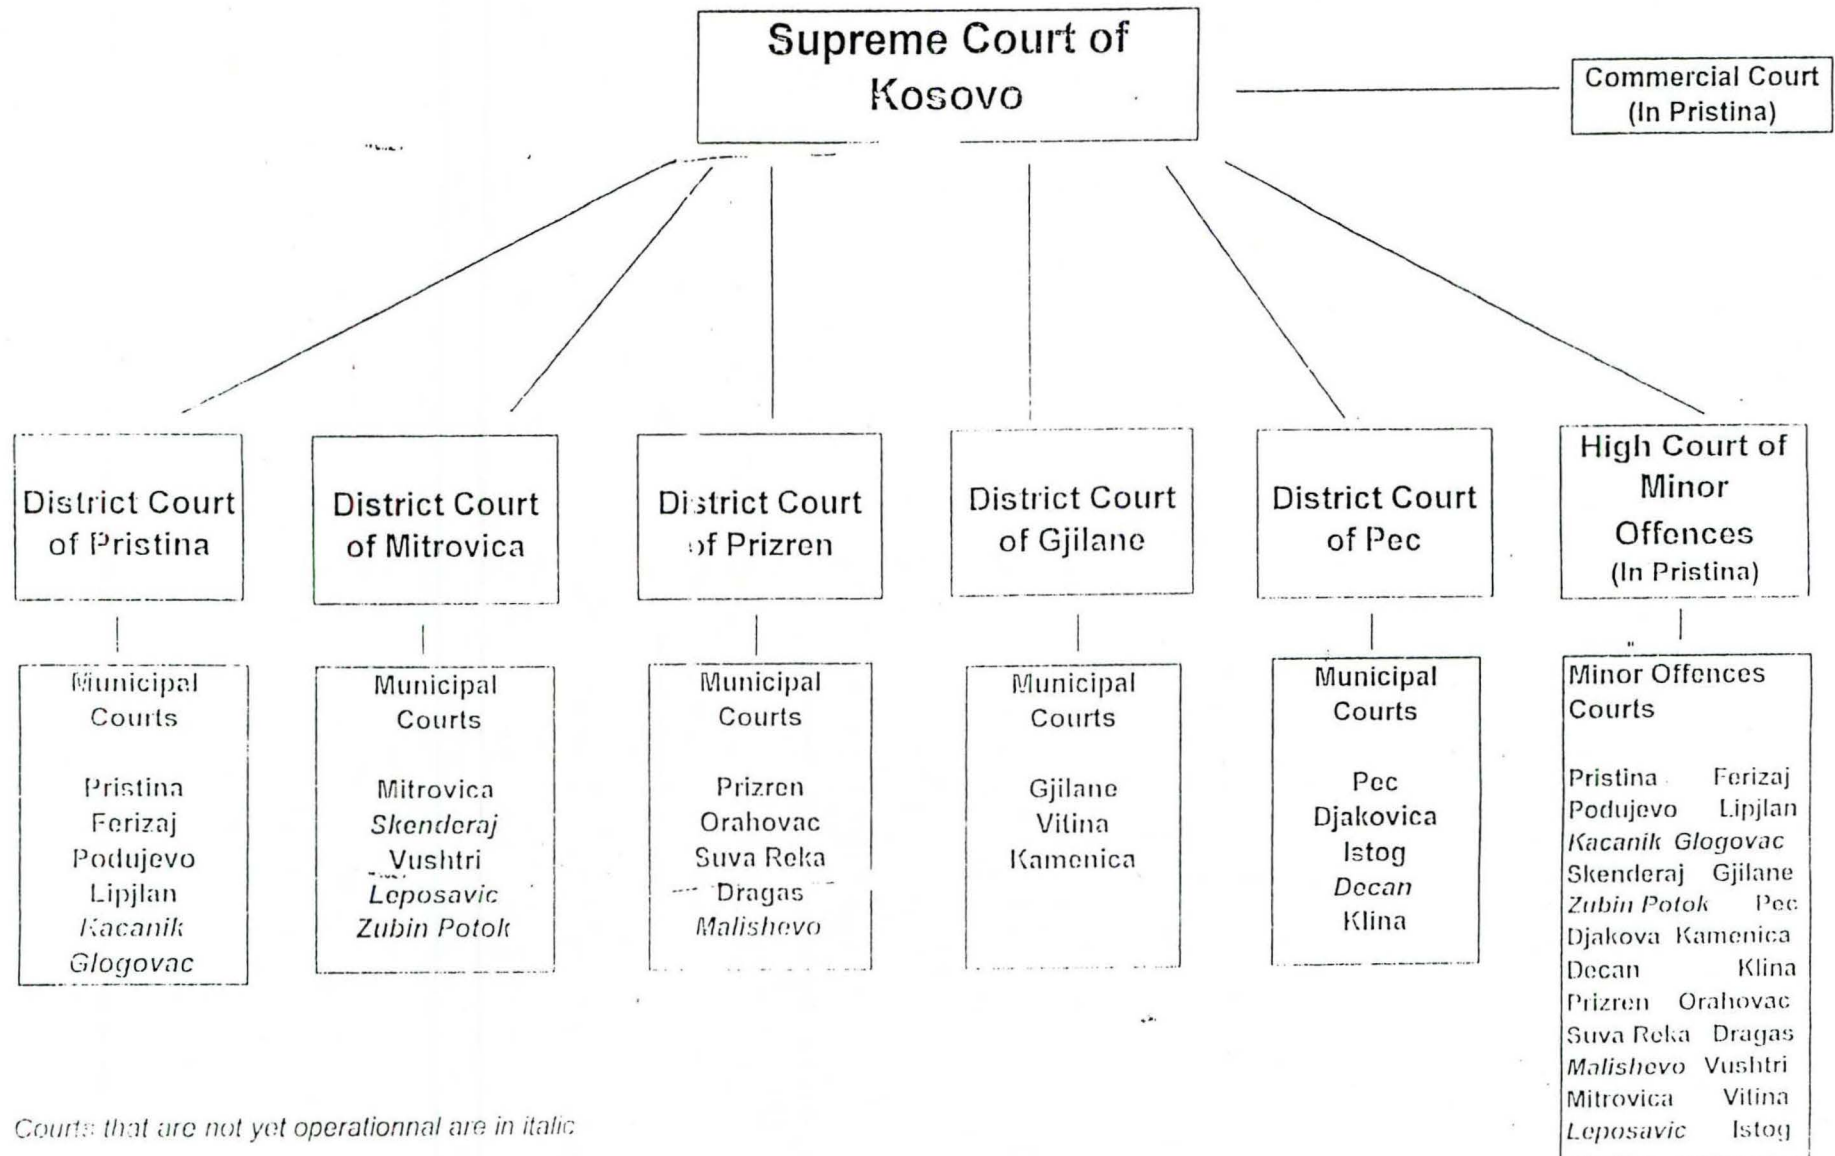 Supreme Court of
Kosovo
Commercial Court
(In Pristina)
District Court
of Pristina
District Court
of Mitrovica
District Court
of Prizren
District Court
of Gjilane
District Court
of Pec
High Court of
Minor
Offences
(In Pristina)
Municipal
Courts
Pristina
Ferizaj
Podujevo
Lipjlan
Kacanik
Glogovac
Municipal
Courts
Mitrovica
Skenderaj
Vushtri
Leposavic
Zubin Potok
Municipal
Courts
Prizren
Orahovac
Suva Reka
Dragas
Malishevo
Municipal
Courts
Gjilane
Vitina
Kamenica
Municipal
Courts
Pec
Djakovica
Istog
Decan
Klina
Minor Offences
Courts
Pristina Ferizaj
Podujevo Lipjlan
Kacanik Glogovac
Skenderaj Gjilane
Zubin Potok Pec
Djakova Kamenica
Decan Klina
Prizren Orahovac
Suva Reka Dragas
Malishevo Vushtri
Mitrovica Vitina
Leposavic Istog
Courts that are not yet operationnal are in italic